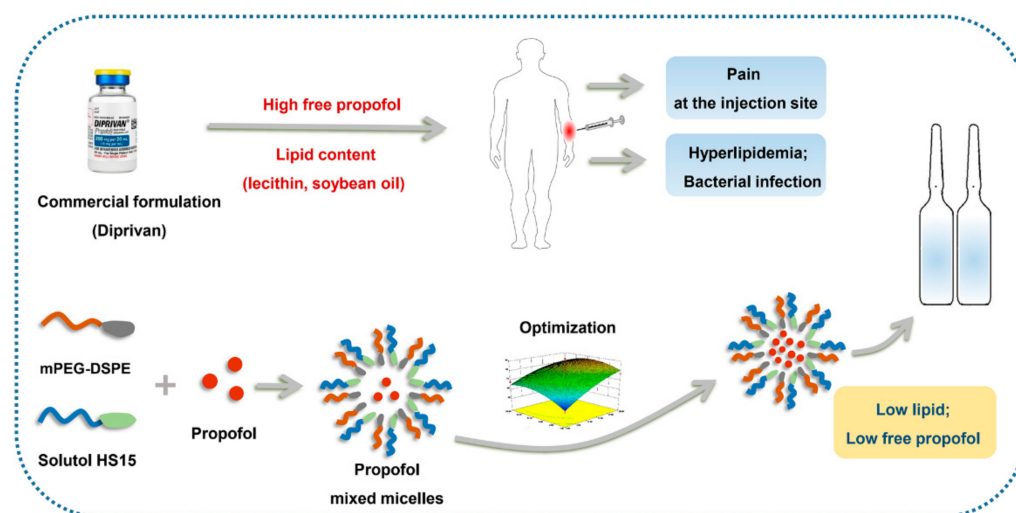 DIPRIVAN
High free propofol
Lipid content
(lecithin, soybean oil)
Pain
at the injection site
Hyperlipidemia;
Bacterial infection
Commercial formulation
(Diprivan)
mPEG-DSPE
Solutol HS15
+
Propofol
Propofol
mixed micelles
Optimization
Low lipid;
Low free propofol